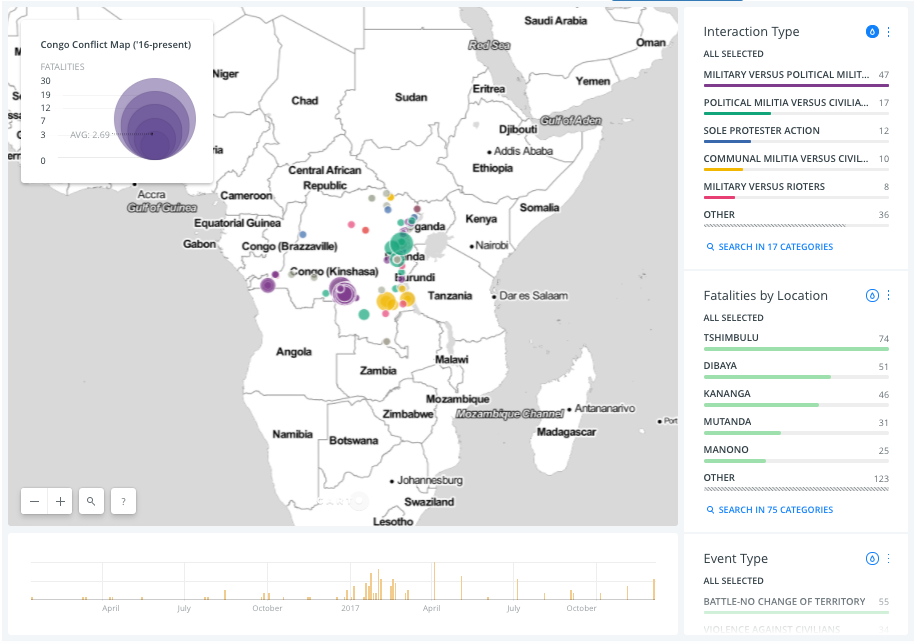 Congo Conflict Map ('16-present)
FATALITIES
30
19
12
7
AVG: 2.69
3
0
Saudi Arabia
Red Sea
Oman
Niger
Chad
Sudan
Eritrea
Yemen
Gulf of Aden
Djibouti
Addis Ababa
Ethiopia
Central African
Republic
Accra
Gulf of Guinea
Cameroon
Somalia
Equatorial Guinea
Kenya
ganda
Gabon
Congo (Brazzaville)
Nairobi
nda
Congo (Kinshasa)
Burundi
Tanzania
Dar es Salaam
Angola
Malawi
Zambia
Mozambique
Zimbabwe
Mozambique Channel
Antananarivo
Madagascar
Port
Namibia
Botswana
Johannesburg
Swaziland
Lesotho
− + ?
April July October 2017 April July October
Interaction Type
ALL SELECTED
MILITARY VERSUS POLITICAL MILIT... 47
POLITICAL MILITIA VERSUS CIVILIA... 17
SOLE PROTESTER ACTION 12
COMMUNAL MILITIA VERSUS CIVIL... 10
MILITARY VERSUS RIOTERS 8
OTHER 36
SEARCH IN 17 CATEGORIES
Fatalities by Location
ALL SELECTED
TSHIMBULU 74
DIBAYA 51
KANANGA 46
MUTANDA 31
MANONO 25
OTHER 123
SEARCH IN 75 CATEGORIES
Event Type
ALL SELECTED
BATTLE-NO CHANGE OF TERRITORY 55
VIOLENCE AGAINST CIVILIANS